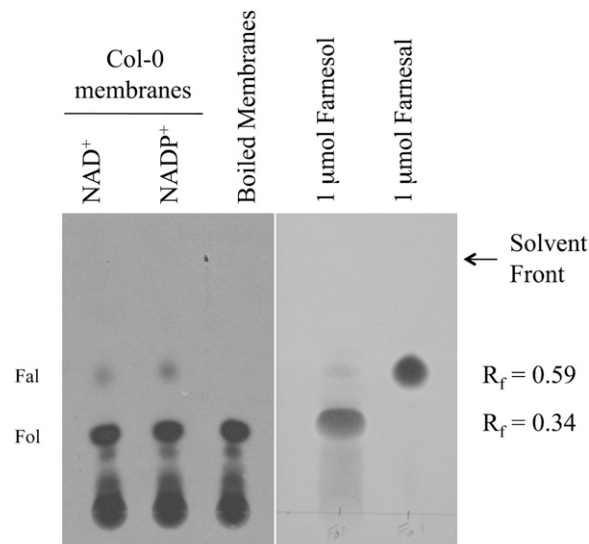 Col-0
membranes
NAD+
NADP+
Boiled Membranes
1 µmol Farnesol
1 µmol Farnesal
Solvent
Front
Fal
Rf = 0.59
Fol
Rf = 0.34
Fol
Fal